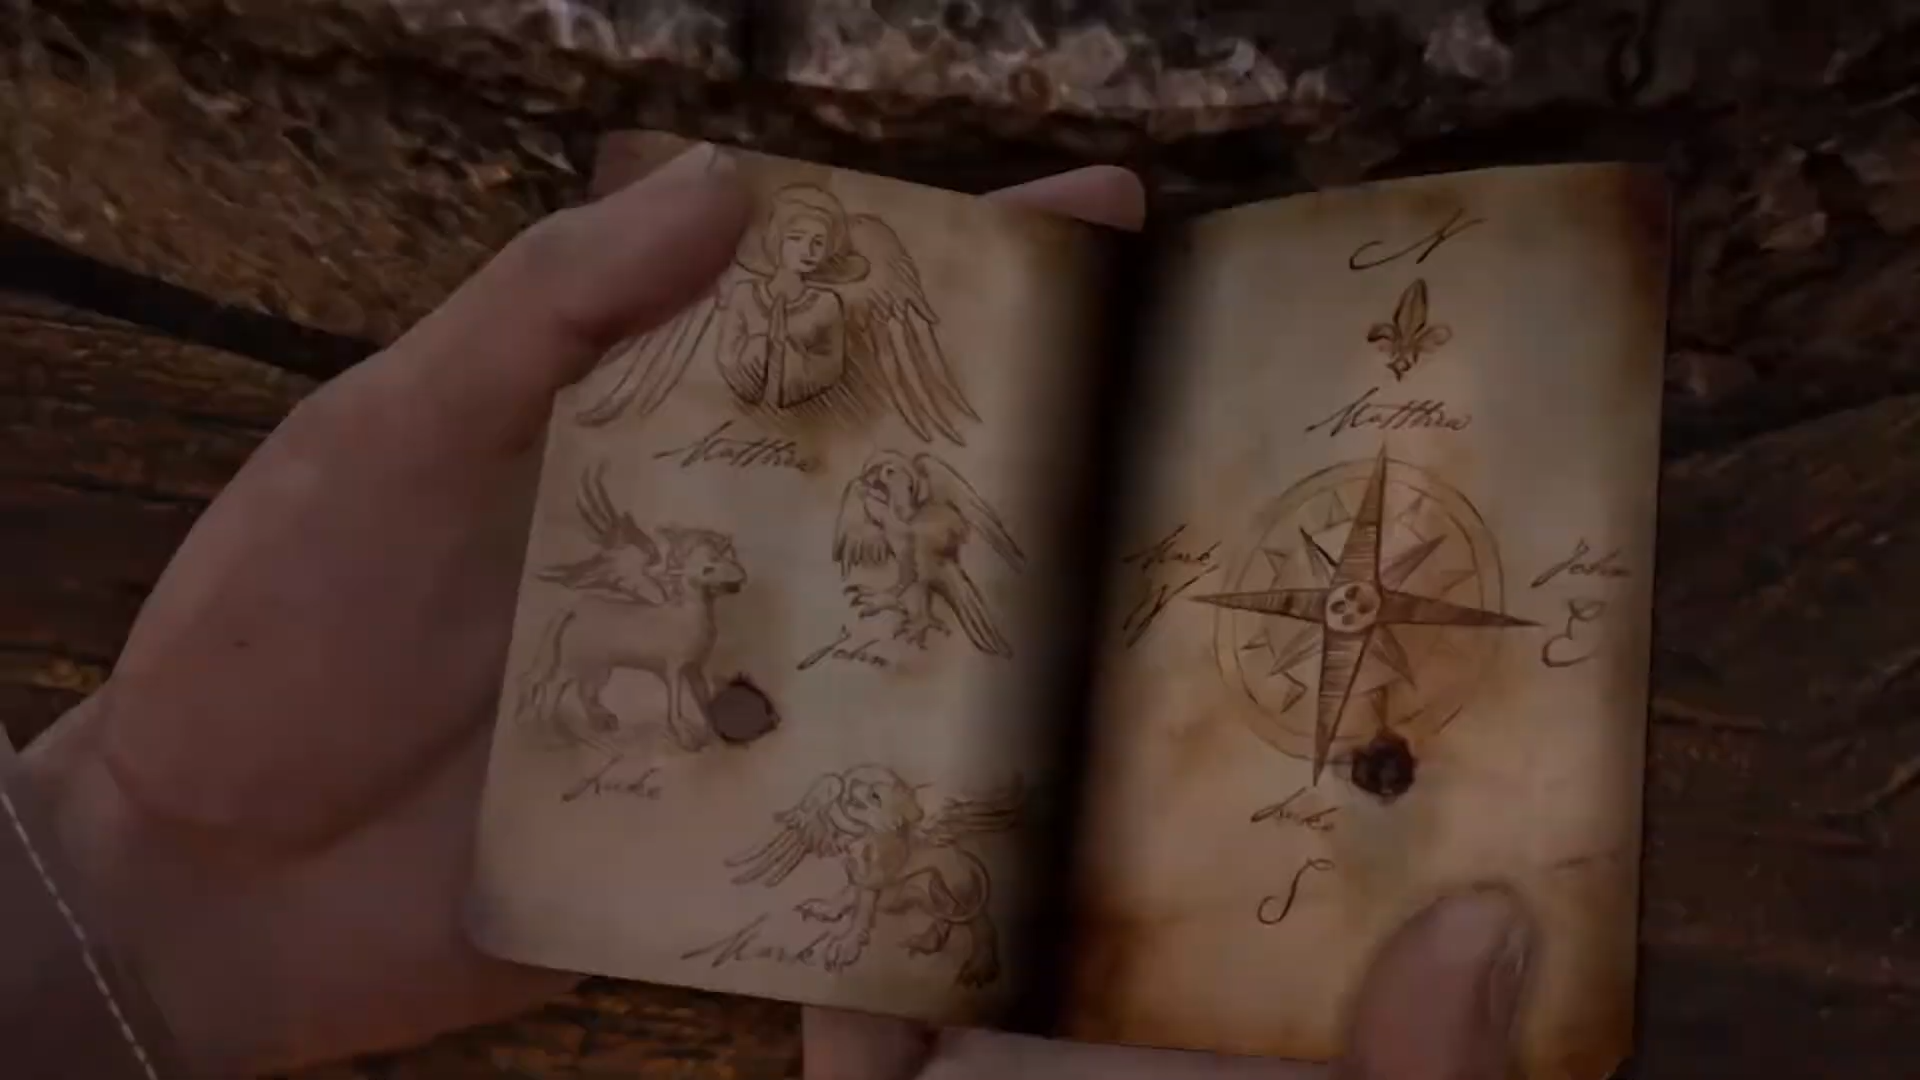 Matthew
John
Luke
Mark
N
Matthew
Mark
W
John
E
Luke
S